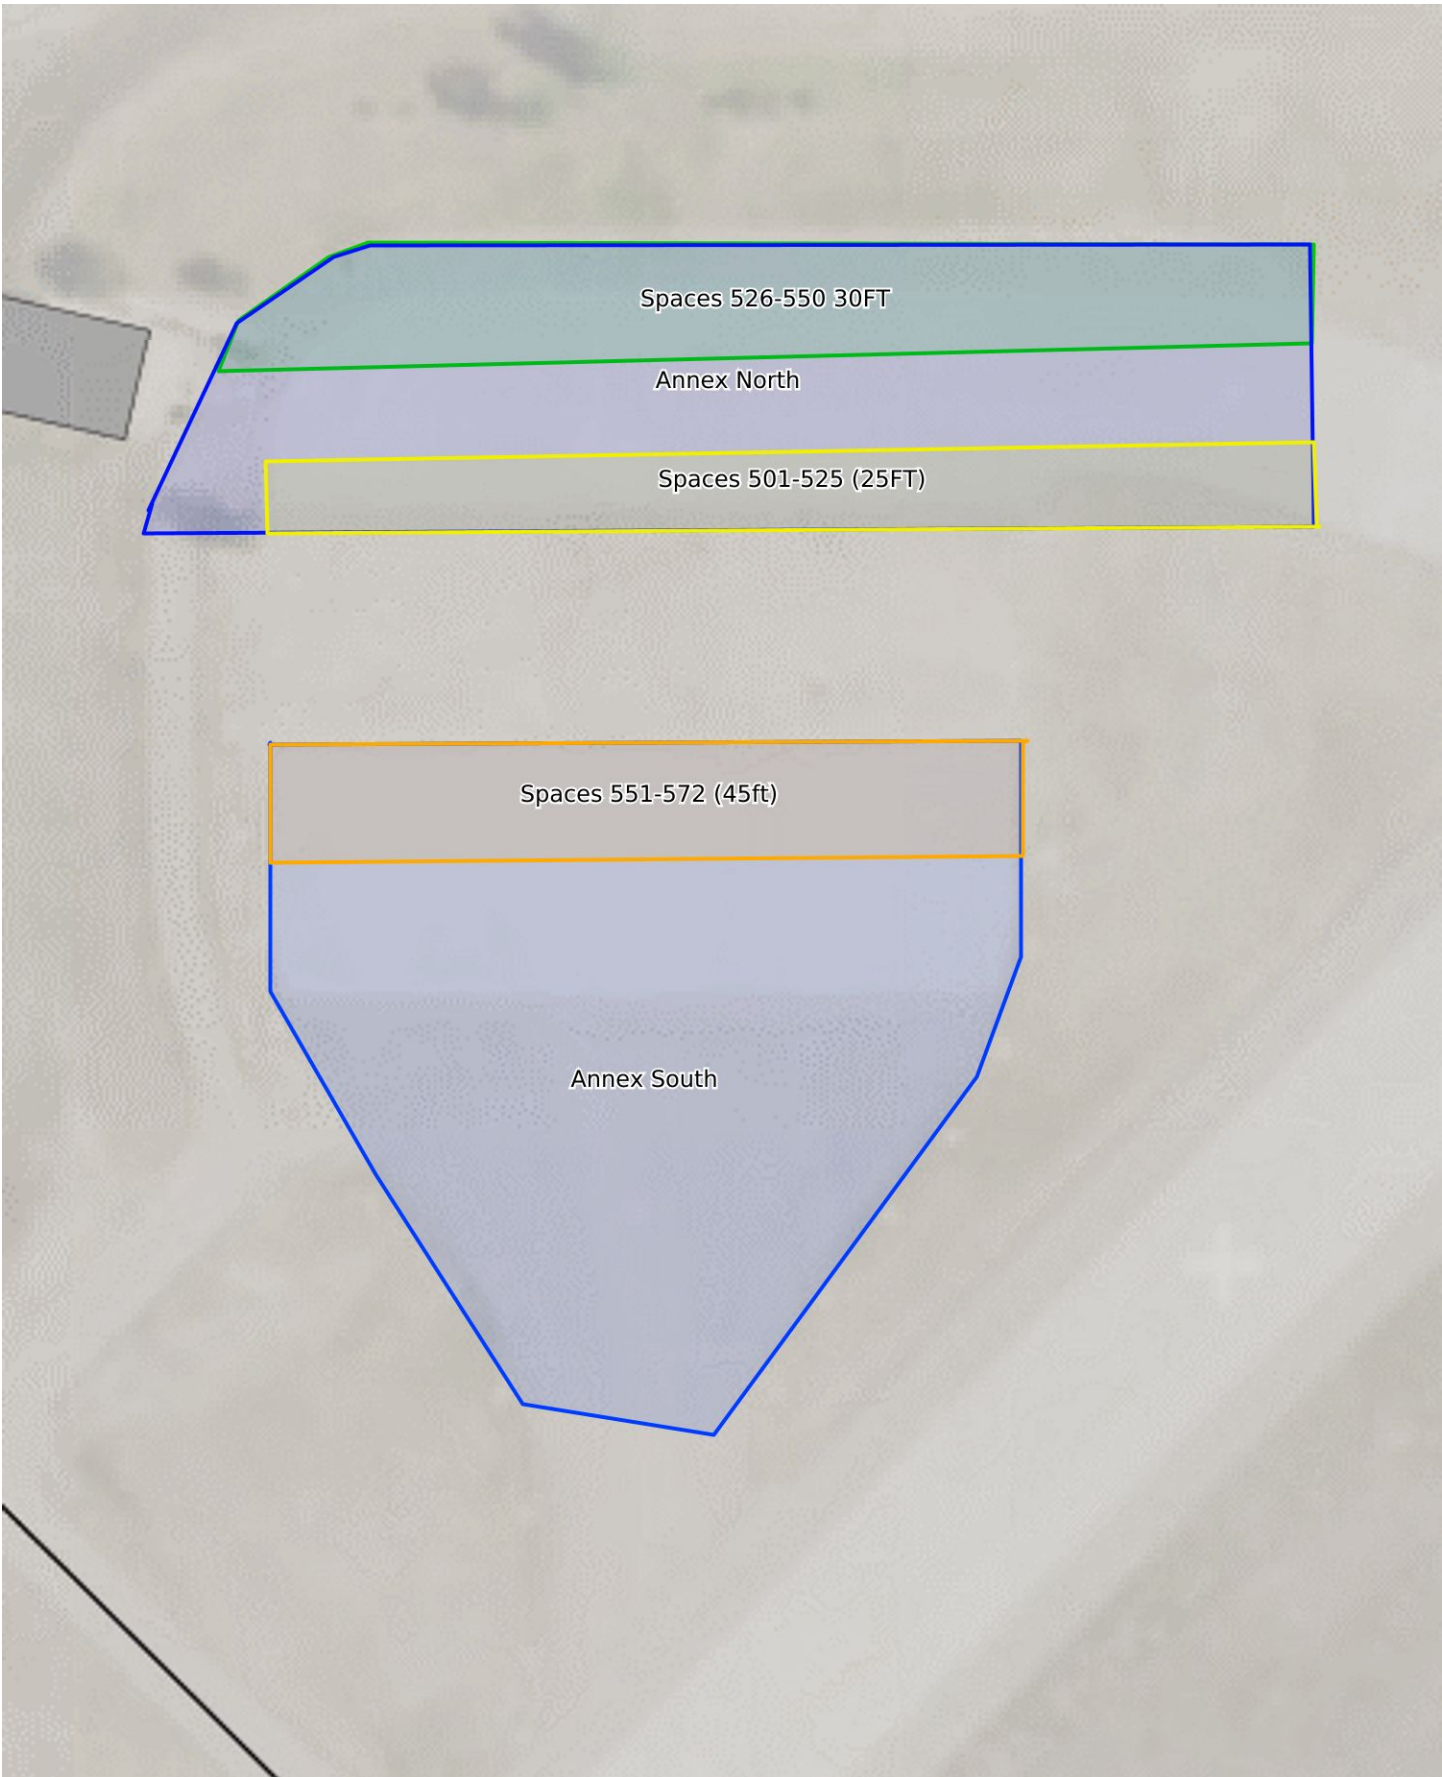 Spaces 526-550 30FT
Annex North
Spaces 501-525 (25FT)
Spaces 551-572 (45ft)
Annex South